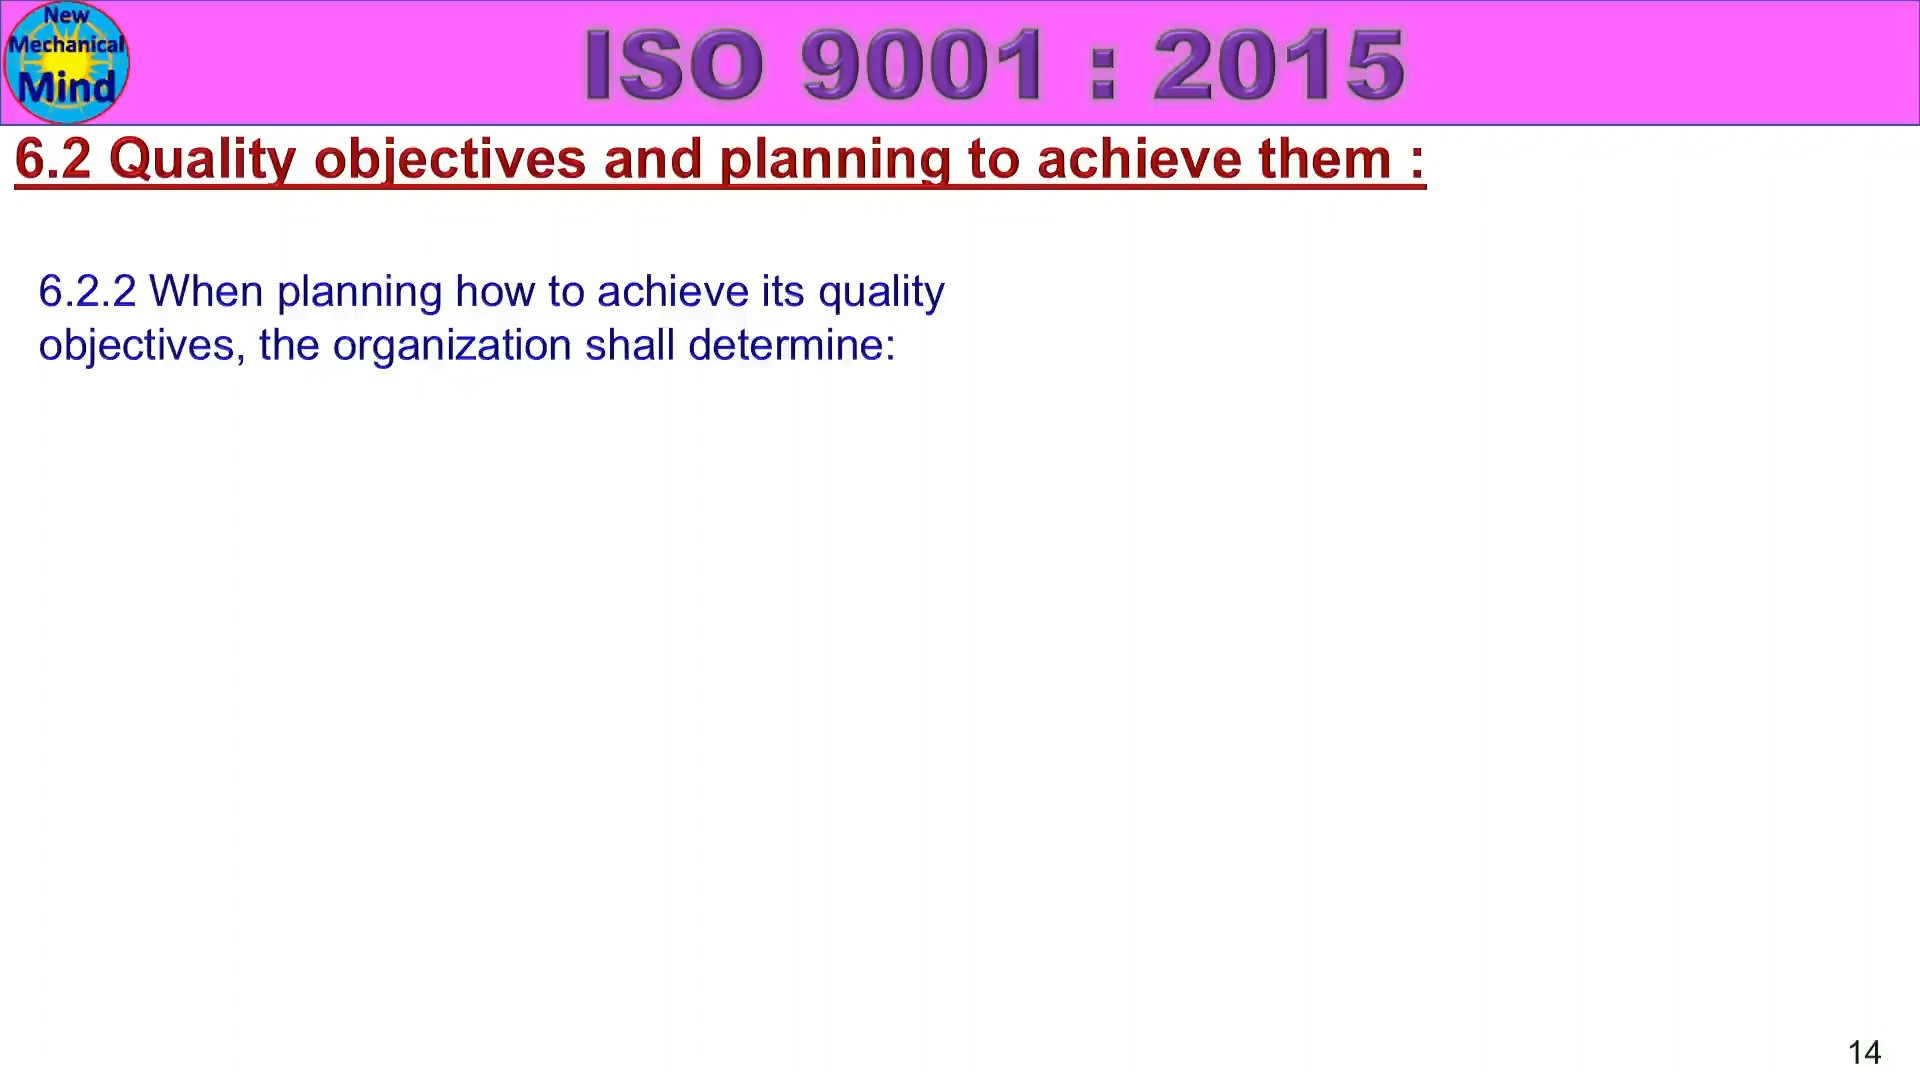 New
Mechanical
Mind
ISO 9001 : 2015
6.2 Quality objectives and planning to achieve them :
6.2.2 When planning how to achieve its quality
objectives, the organization shall determine:
14